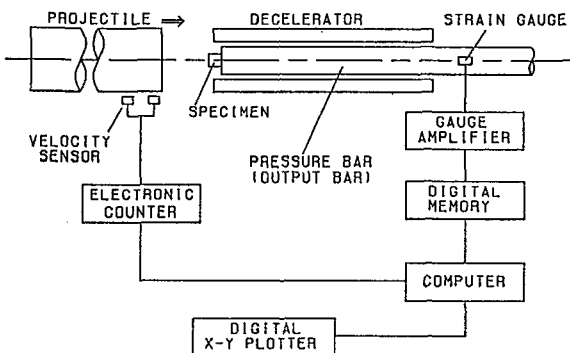 PROJECTILE ⇒
DECELERATOR
STRAIN GAUGE
SPECIMEN
VELOCITY
SENSOR
PRESSURE BAR
(OUTPUT BAR)
GAUGE
AMPLIFIER
ELECTRONIC
COUNTER
DIGITAL
MEMORY
COMPUTER
DIGITAL
X-Y PLOTTER